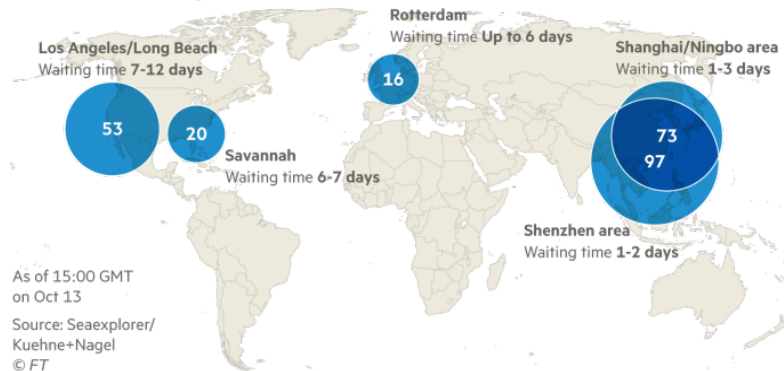 Rotterdam
Waiting time Up to 6 days
16
Los Angeles/Long Beach
Waiting time 7-12 days
53
20
Savannah
Waiting time 6-7 days
Shanghai/Ningbo area
Waiting time 1-3 days
73
97
Shenzhen area
Waiting time 1-2 days
As of 15:00 GMT
on Oct 13
Source: Seaexplorer/
Kuehne+Nagel
© FT